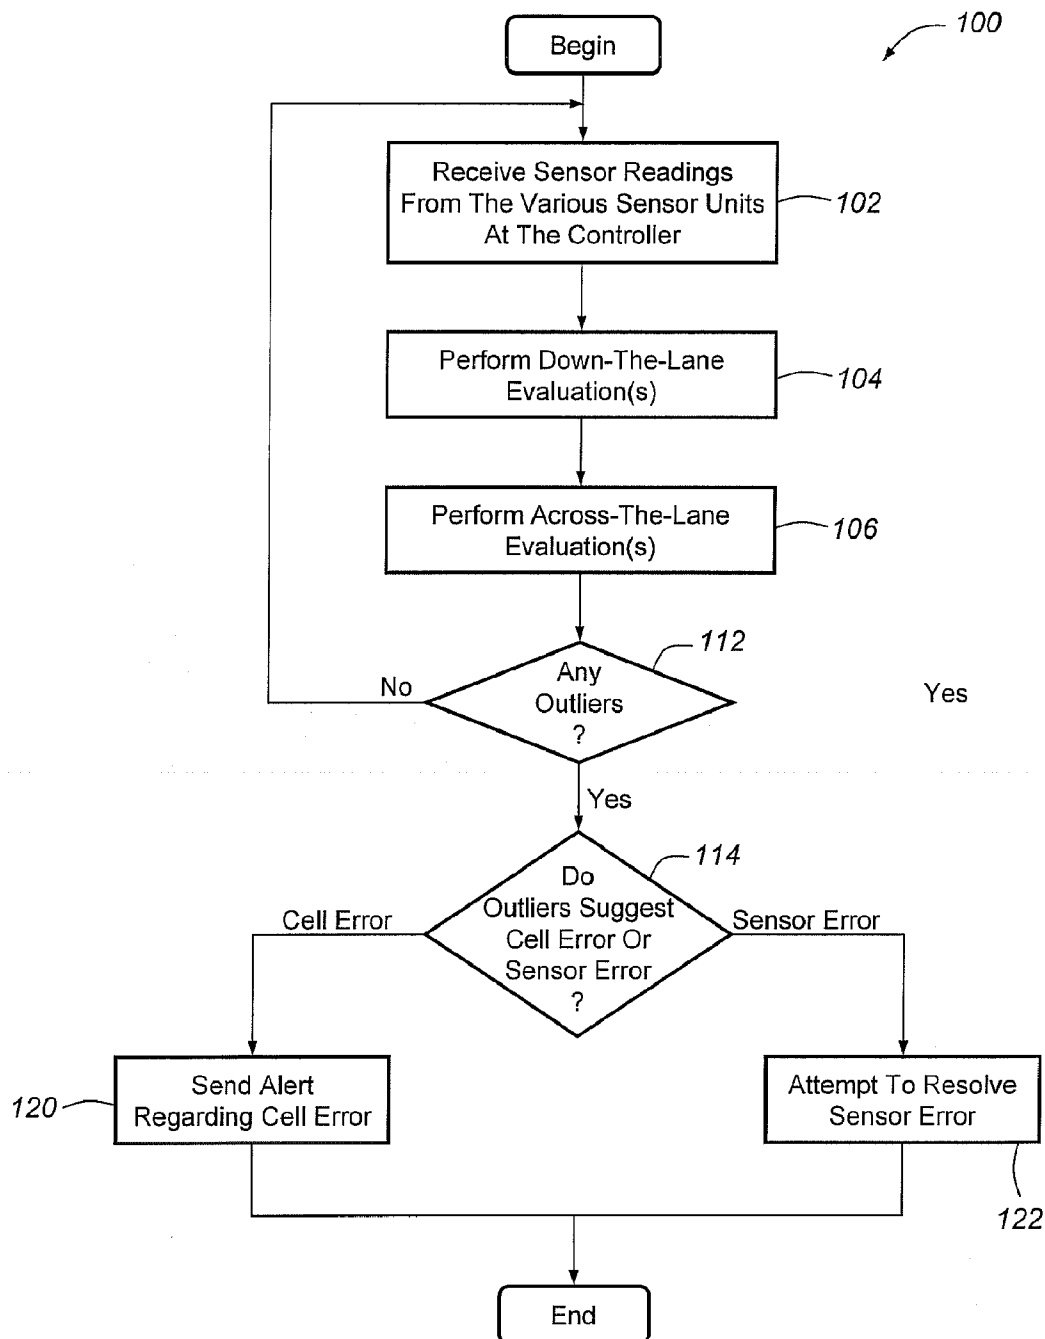 100
Begin
Receive Sensor Readings
From The Various Sensor Units
At The Controller
102
Perform Down-The-Lane
Evaluation(s)
104
Perform Across-The-Lane
Evaluation(s)
106
112
Any
Outliers
?
No
Yes
Yes
114
Do
Outliers Suggest
Cell Error Or
Sensor Error
?
Cell Error
Sensor Error
Send Alert
Regarding Cell Error
120
Attempt To Resolve
Sensor Error
122
End